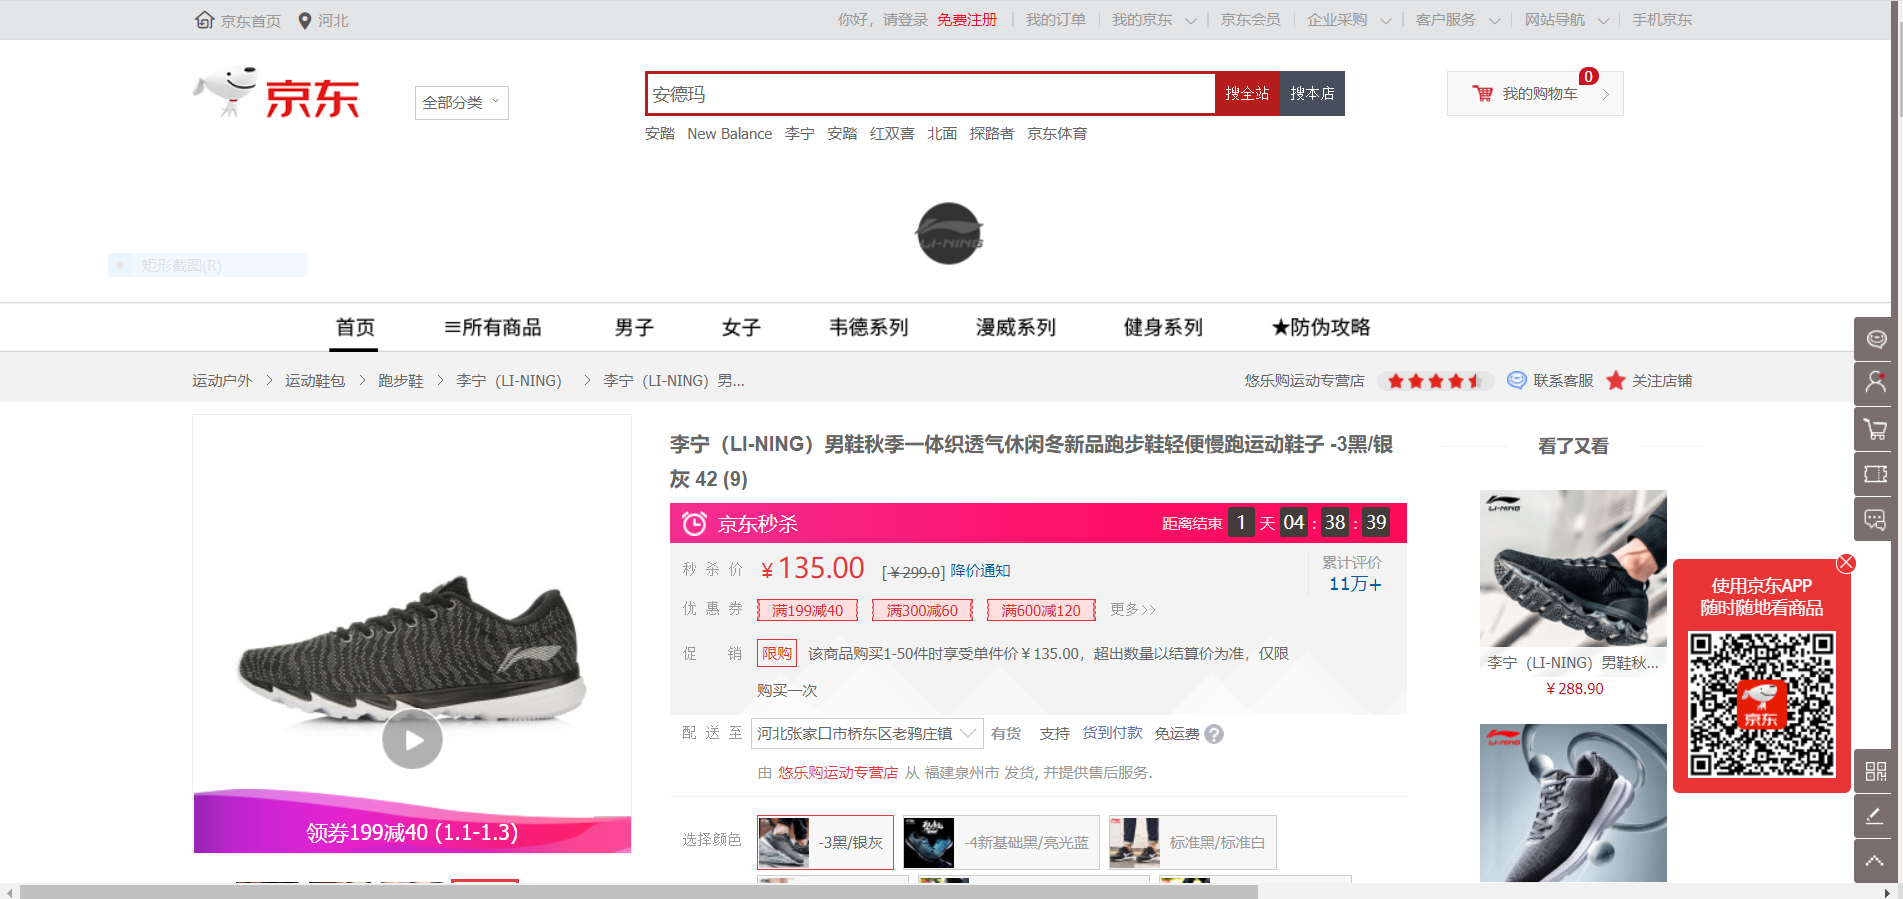 京东首页 河北
你好，请登录 免费注册 我的订单 我的京东 京东会员 企业采购 客户服务 网站导航 手机京东
京东
全部分类
安德玛
搜全站 搜本店
0
我的购物车
安踏 New Balance 李宁 安踏 红双喜 北面 探路者 京东体育
LI-NING
矩形截图(R)
首页 ≡所有商品 男子 女子 韦德系列 漫威系列 健身系列 ★防伪攻略
运动户外 > 运动鞋包 > 跑步鞋 > 李宁（LI-NING） > 李宁（LI-NING）男...
悠乐购运动专营店 联系客服 关注店铺
李宁（LI-NING）男鞋秋季一体织透气休闲冬新品跑步鞋轻便慢跑运动鞋子 -3黑/银
灰 42 (9)
京东秒杀
距离结束 1 天 04 : 38 : 39
秒杀价 ￥135.00 [￥299.0] 降价通知
累计评价
11万+
优惠券 满199减40 满300减60 满600减120 更多>>
促销 限购 该商品购买1-50件时享受单件价￥135.00，超出数量以结算价为准，仅限
购买一次
配送至 河北张家口市桥东区老鸦庄镇 有货 支持 货到付款 免运费 ?
由 悠乐购运动专营店 从 福建泉州市 发货, 并提供售后服务.
选择颜色 -3黑/银灰 -4新基础黑/亮光蓝 标准黑/标准白
领券199减40 (1.1-1.3)
看了又看
LI-NING
李宁（LI-NING）男鞋秋...
￥288.90
LI-NING
使用京东APP
随时随地看商品
京东